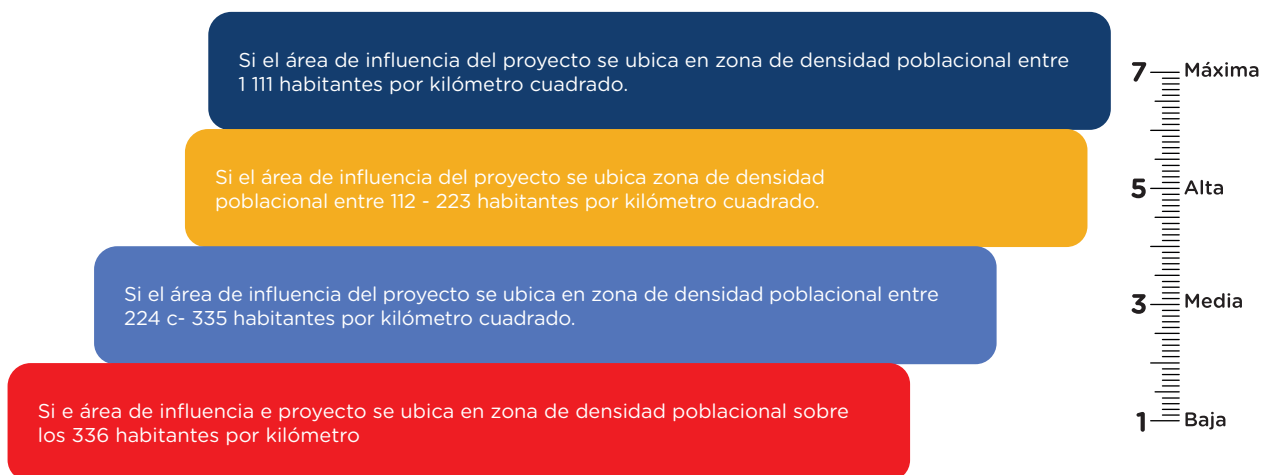 Si el área de influencia del proyecto se ubica en zona de densidad poblacional entre
1 111 habitantes por kilómetro cuadrado.
7 Máxima
Si el área de influencia del proyecto se ubica zona de densidad
poblacional entre 112 - 223 habitantes por kilómetro cuadrado.
5 Alta
Si el área de influencia del proyecto se ubica en zona de densidad poblacional entre
224 c- 335 habitantes por kilómetro cuadrado.
3 Media
Si e área de influencia e proyecto se ubica en zona de densidad poblacional sobre
los 336 habitantes por kilómetro
1 Baja